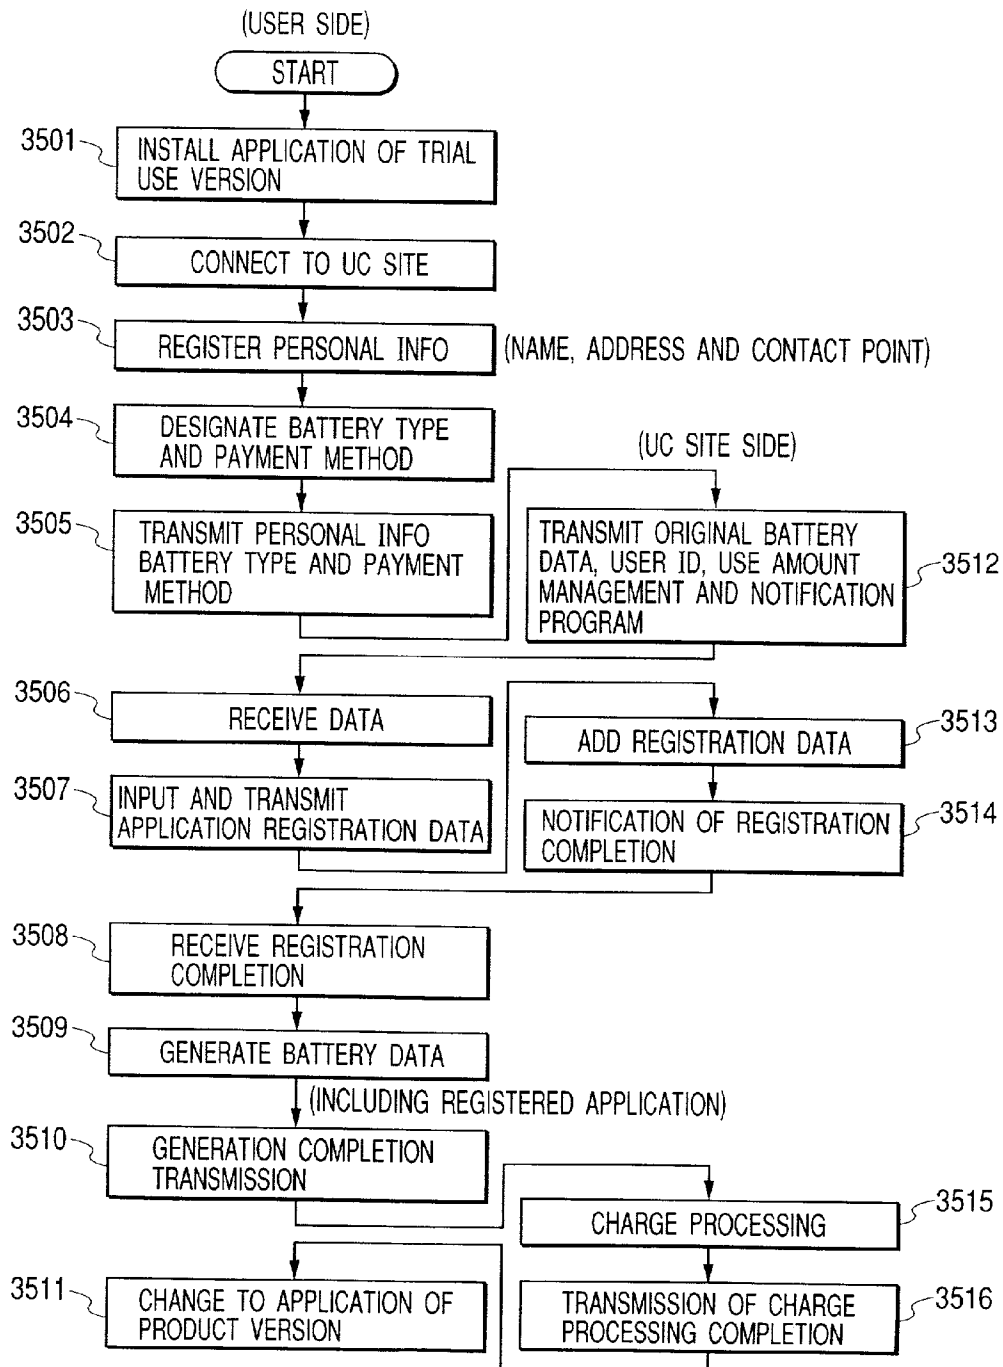 (USER SIDE)
START
3501
INSTALL APPLICATION OF TRIAL
USE VERSION
3502
CONNECT TO UC SITE
3503
REGISTER PERSONAL INFO
(NAME, ADDRESS AND CONTACT POINT)
3504
DESIGNATE BATTERY TYPE
AND PAYMENT METHOD
(UC SITE SIDE)
3505
TRANSMIT PERSONAL INFO
BATTERY TYPE AND PAYMENT
METHOD
TRANSMIT ORIGINAL BATTERY
DATA, USER ID, USE AMOUNT
MANAGEMENT AND NOTIFICATION
PROGRAM
3512
3506
RECEIVE DATA
ADD REGISTRATION DATA
3513
3507
INPUT AND TRANSMIT
APPLICATION REGISTRATION DATA
NOTIFICATION OF REGISTRATION
COMPLETION
3514
3508
RECEIVE REGISTRATION
COMPLETION
3509
GENERATE BATTERY DATA
(INCLUDING REGISTERED APPLICATION)
3510
GENERATION COMPLETION
TRANSMISSION
CHARGE PROCESSING
3515
3511
CHANGE TO APPLICATION OF
PRODUCT VERSION
TRANSMISSION OF CHARGE
PROCESSING COMPLETION
3516